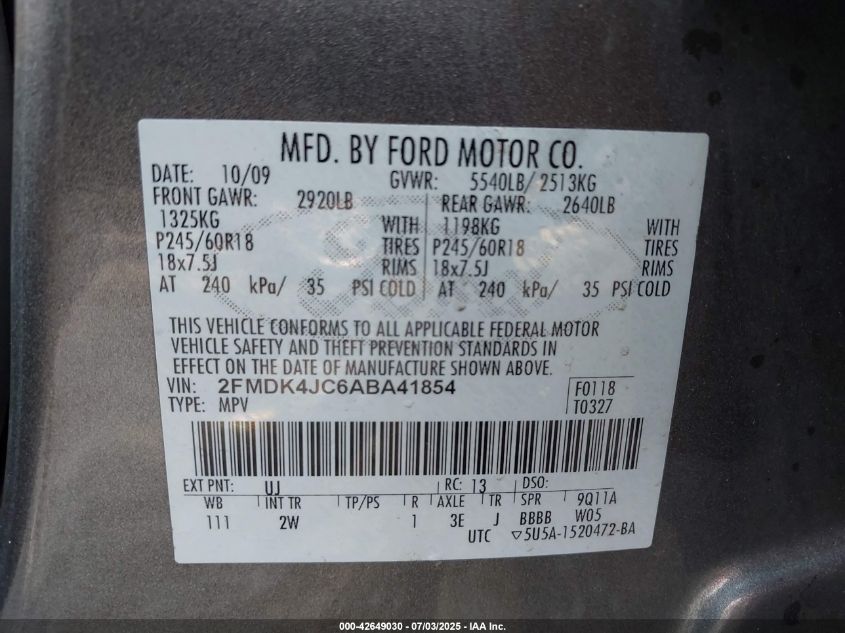 MFD. BY FORD MOTOR CO.
DATE: 10/09 GVWR: 5540LB/ 2513KG
FRONT GAWR: 2920LB REAR GAWR: 2640LB
1325KG WITH 1198KG WITH
P245/60R18 TIRES P245/60R18 TIRES
18x7.5J RIMS 18x7.5J RIMS
AT 240 kPa/ 35 PSI COLD AT 240 kPa/ 35 PSI COLD
THIS VEHICLE CONFORMS TO ALL APPLICABLE FEDERAL MOTOR
VEHICLE SAFETY AND THEFT PREVENTION STANDARDS IN
EFFECT ON THE DATE OF MANUFACTURE SHOWN ABOVE.
VIN: 2FMDK4JC6ABA41854 F0118
TYPE: MPV T0327
EXT PNT: UJ RC: 13 DSO:
WB INT TR TP/PS R AXLE TR SPR 9Q11A
111 2W 1 3E J BBBB W05
UTC ▽5U5A-1520472-BA
000-42649030 - 07/03/2025 - IAA Inc.